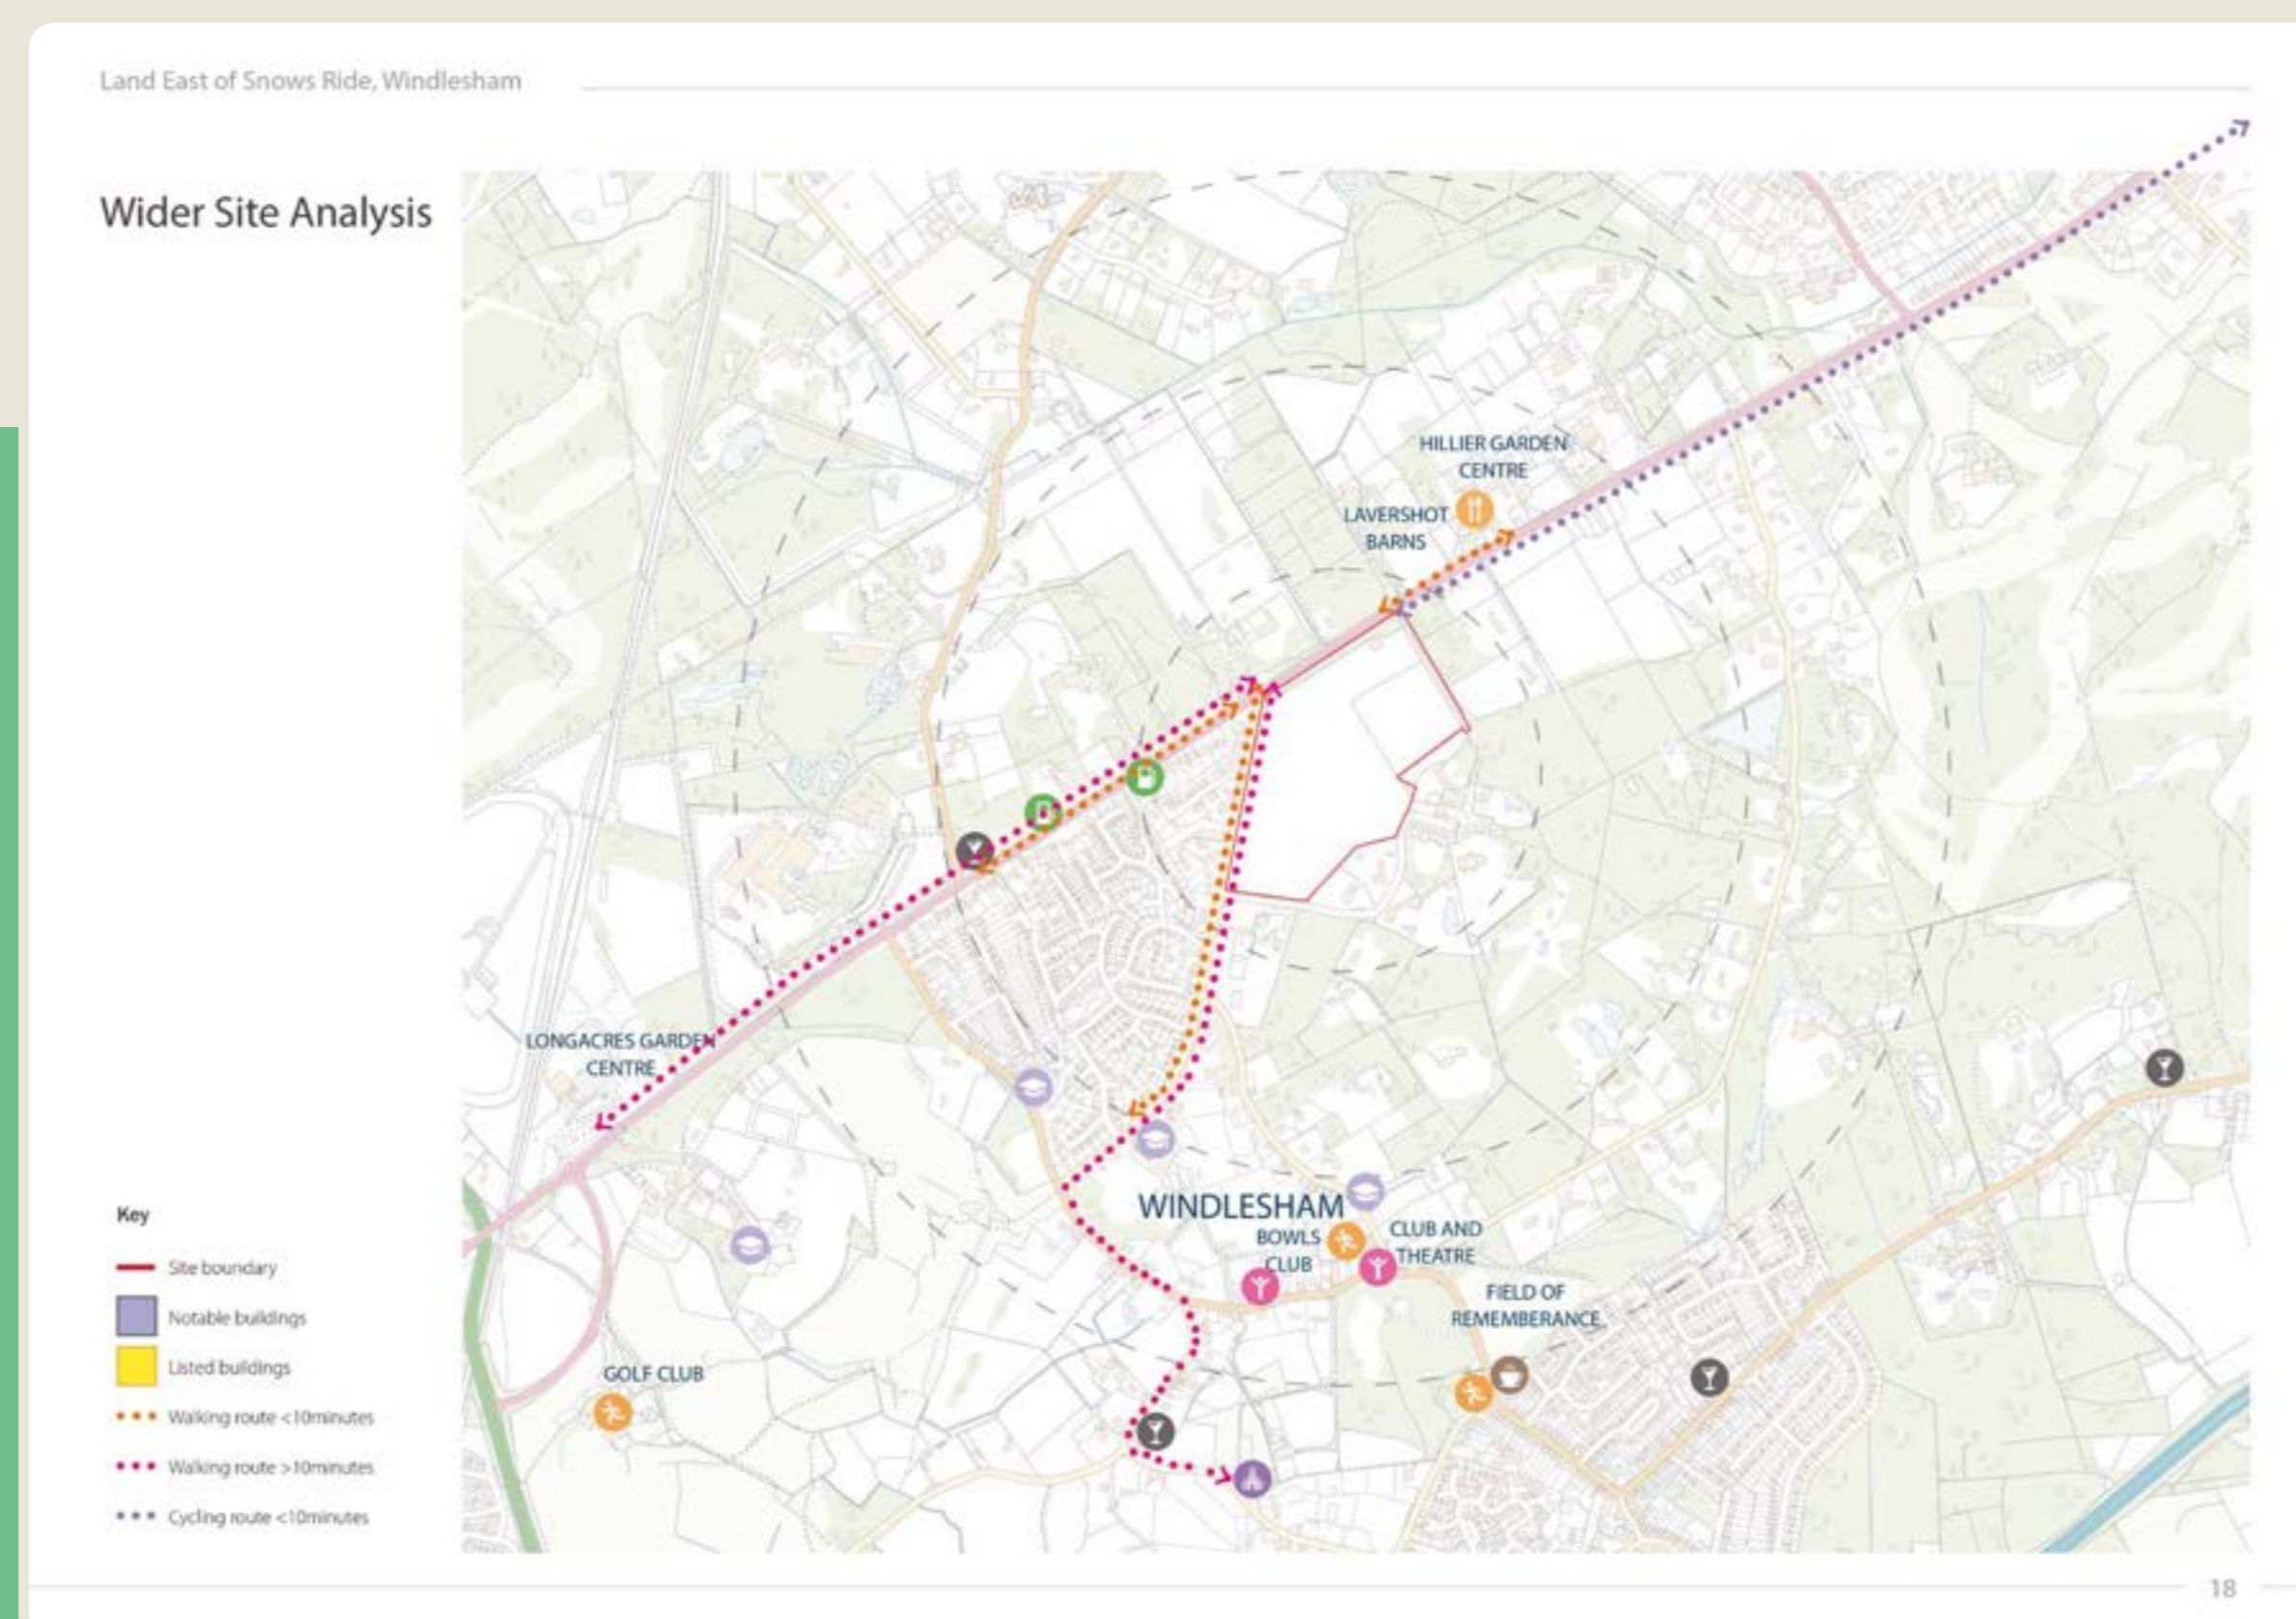 Land East of Snows Ride, Windlesham
Wider Site Analysis
HILLIER GARDEN
CENTRE
LAVERSHOT
BARNS
LONGACRES GARDEN
CENTRE
WINDLESHAM
BOWLS
CLUB
CLUB AND
THEATRE
FIELD OF
REMEMBERANCE
GOLF CLUB
Key
Site boundary
Notable buildings
Listed buildings
Walking route <10minutes
Walking route >10minutes
Cycling route <10minutes
18